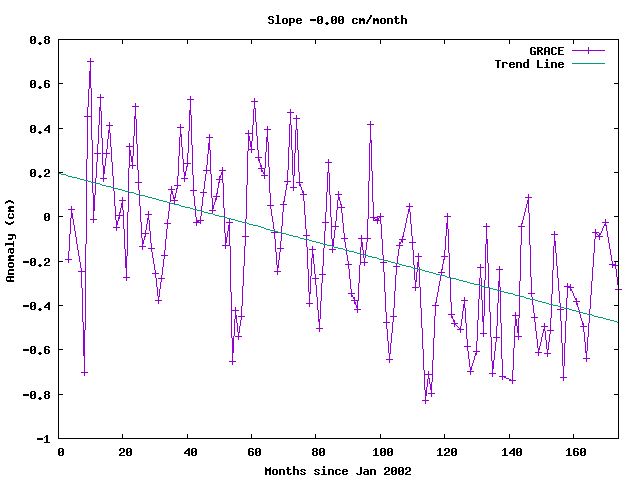 Slope -0.00 cm/month
GRACE
Trend Line
0.8
0.6
0.4
0.2
0
-0.2
-0.4
-0.6
-0.8
-1
Anomaly (cm)
0 20 40 60 80 100 120 140 160
Months since Jan 2002